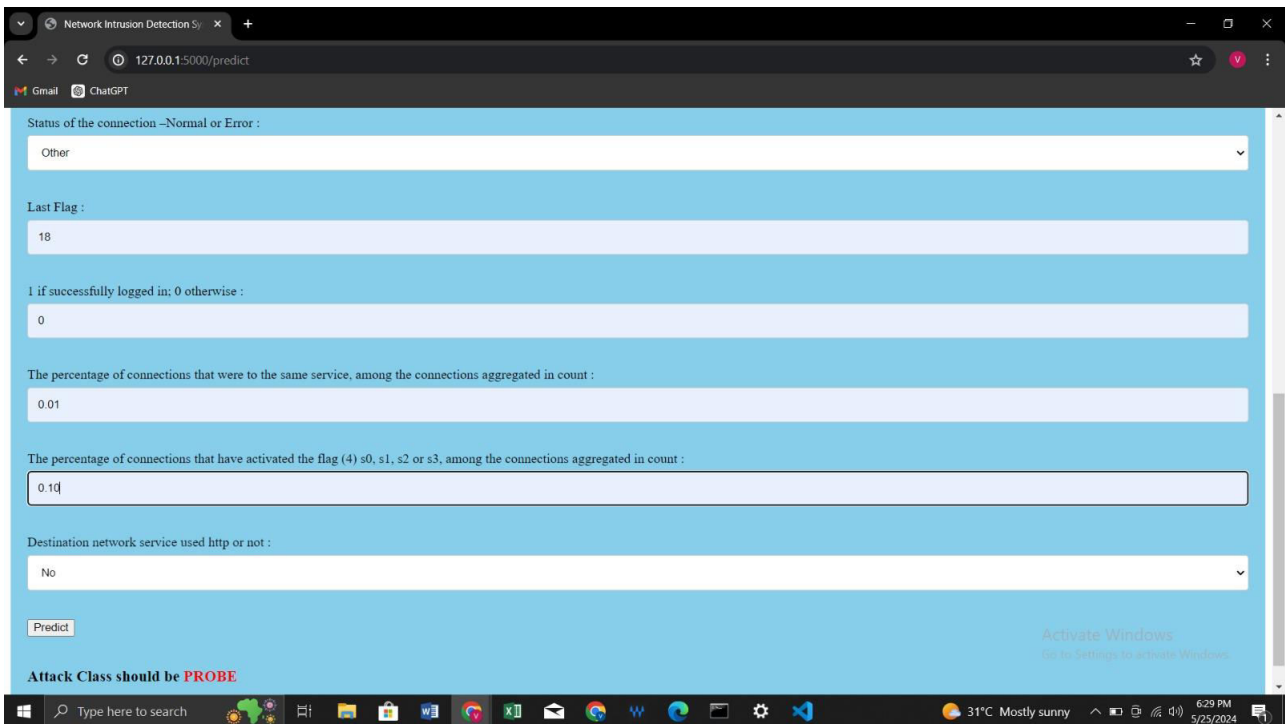 Network Intrusion Detection Sy
127.0.0.1:5000/predict
V
Gmail ChatGPT
Status of the connection –Normal or Error :
Other
Last Flag :
18
1 if successfully logged in; 0 otherwise :
0
The percentage of connections that were to the same service, among the connections aggregated in count :
0.01
The percentage of connections that have activated the flag (4) s0, s1, s2 or s3, among the connections aggregated in count :
0.10
Destination network service used http or not :
No
Predict
Activate Windows
Go to Settings to activate Windows.
Attack Class should be PROBE
Type here to search
31°C Mostly sunny
6:29 PM
5/25/2024